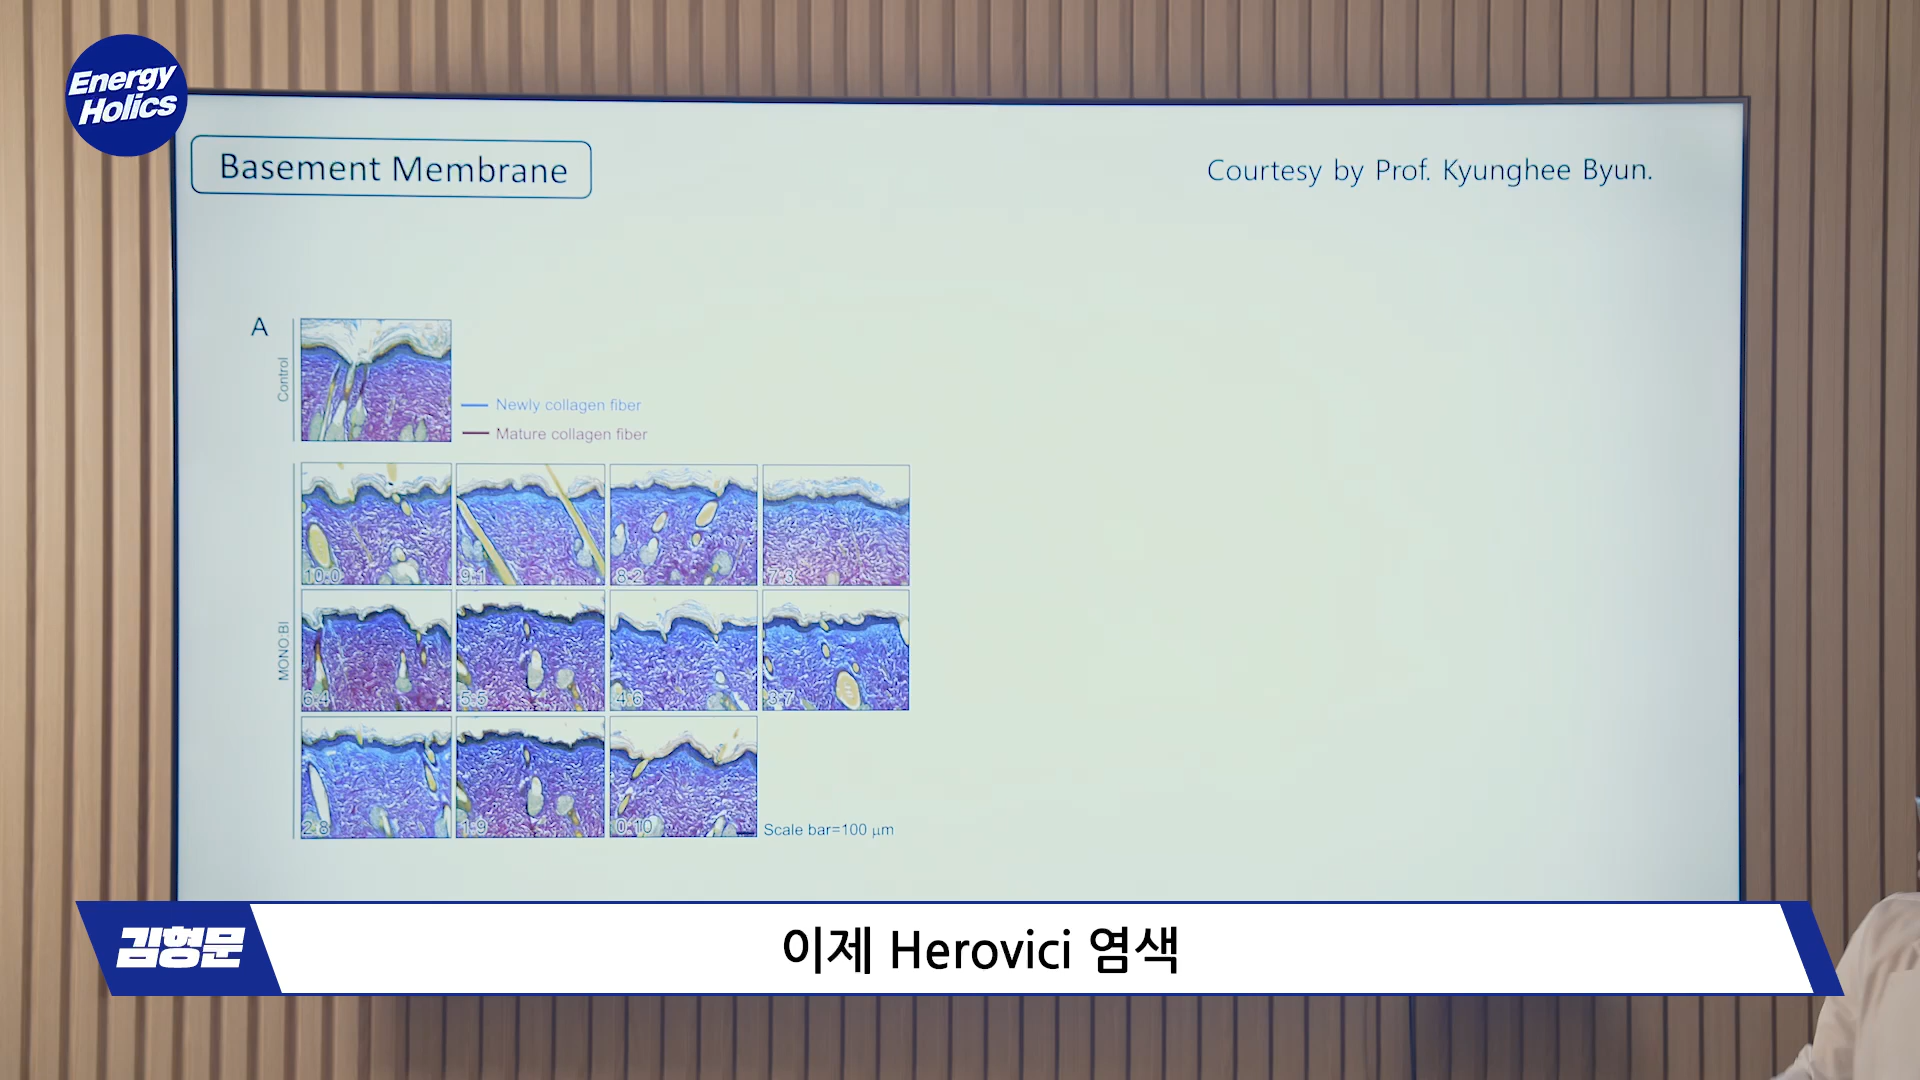 Energy
Holics
Basement Membrane
Courtesy by Prof. Kyunghee Byun.
A
Control
Newly collagen fiber
Mature collagen fiber
MONO:BI
10:0
9:1
8:2
7:3
6:4
5:5
4:6
3:7
2:8
1:9
0:10
Scale bar=100 μm
김형문
이제 Herovici 염색